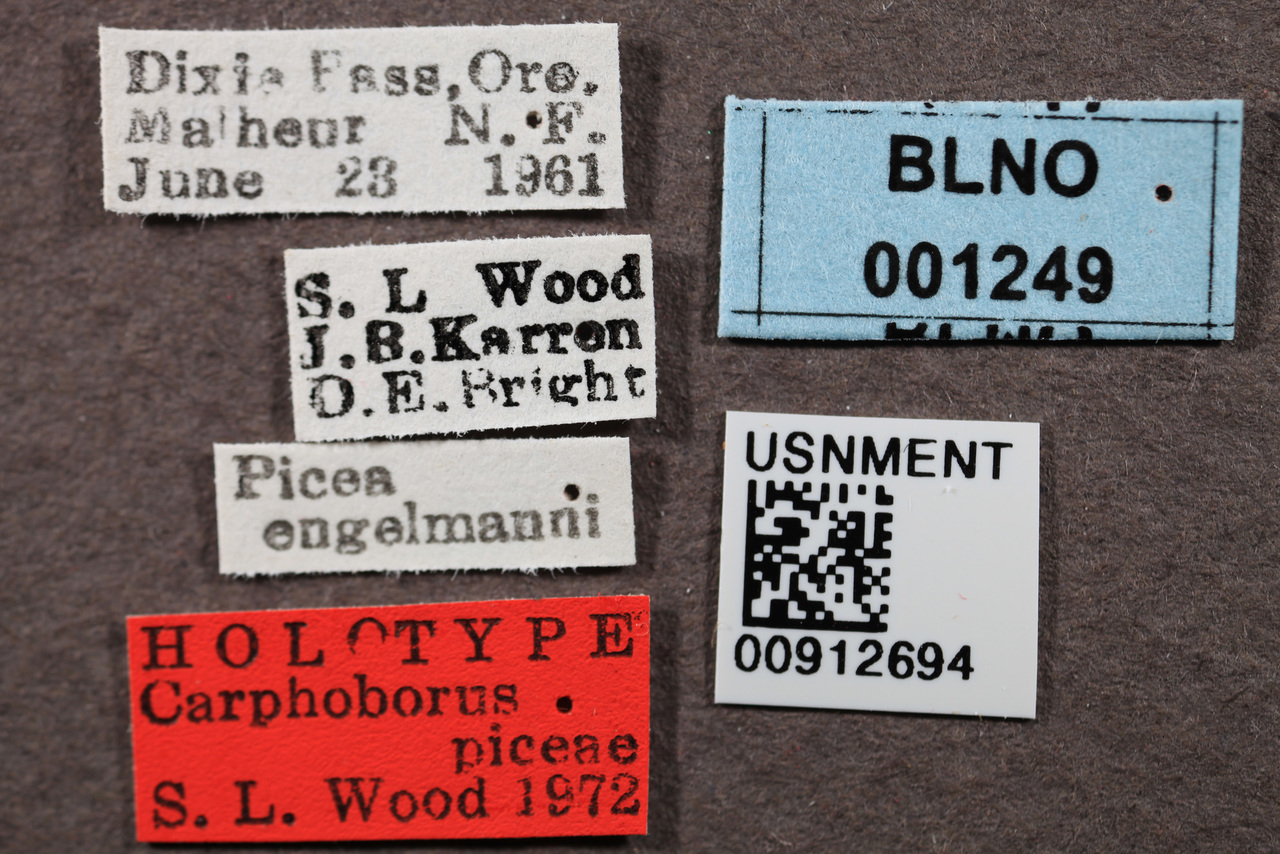 Dixie Pass, Ore.
Malheur N. F.
June 23 1961
S. L Wood
J. B. Karren
O. E. Bright
Picea
engelmanni
HOLOTYPE
Carphoborus
piceae
S. L. Wood 1972
BLNO
001249
USNMENT
00912694